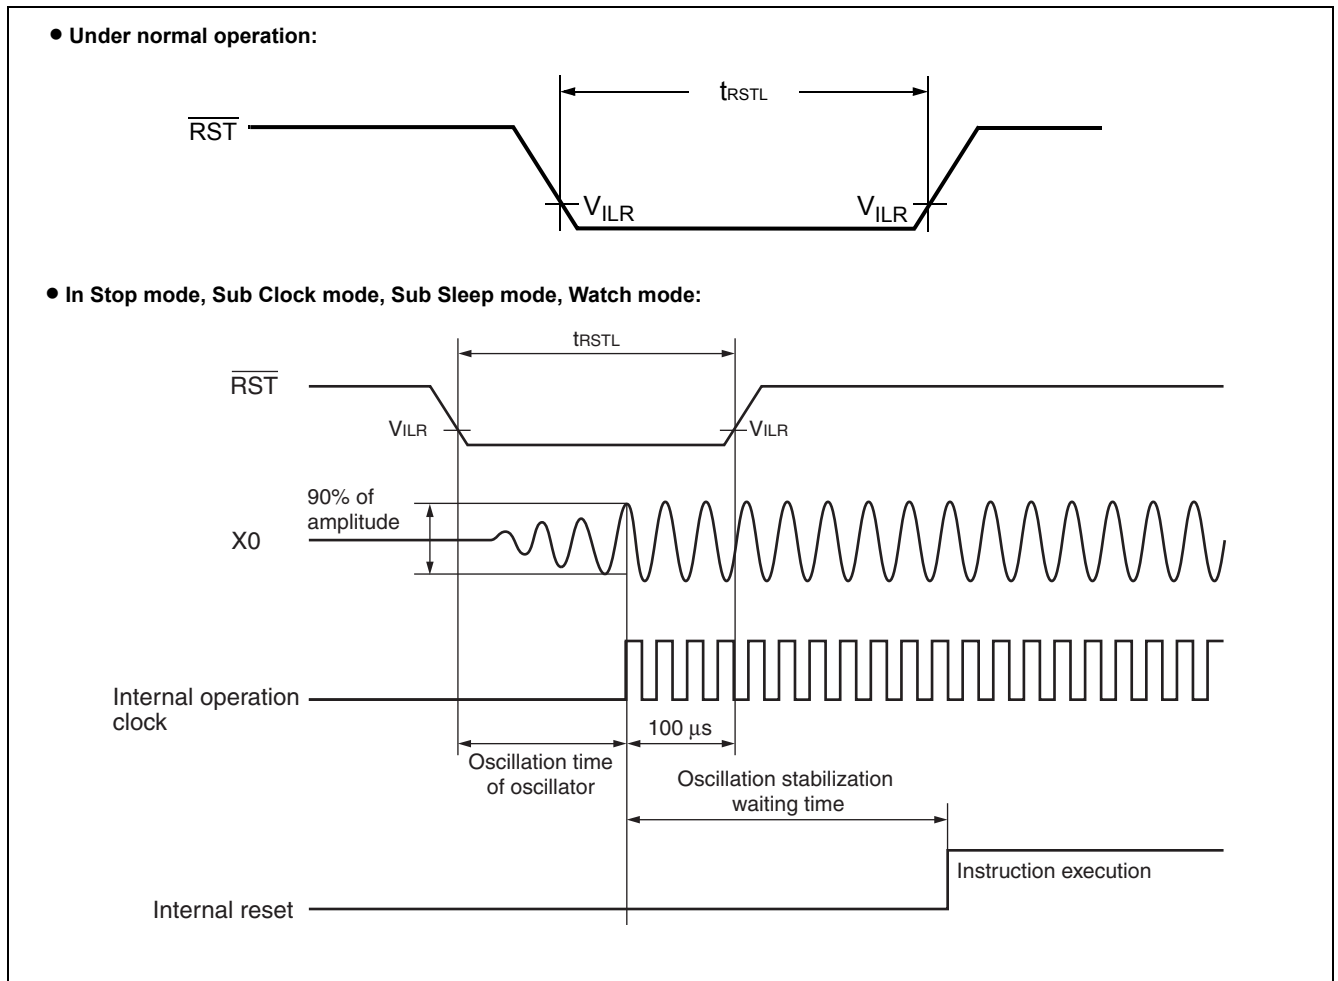 ● Under normal operation:
tRSTL
RST
VILR
VILR
● In Stop mode, Sub Clock mode, Sub Sleep mode, Watch mode:
tRSTL
RST
VILR
VILR
90% of
amplitude
X0
Internal operation
clock
100 μs
Oscillation time
of oscillator
Oscillation stabilization
waiting time
Instruction execution
Internal reset